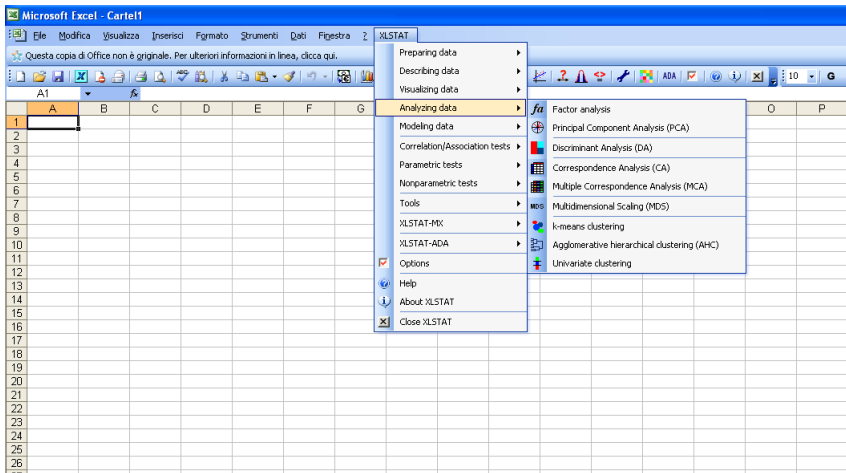 Microsoft Excel - Cartel1
File Modifica Visualizza Inserisci Formato Strumenti Dati Finestra ? XLSTAT
Questa copia di Office non è originale. Per ulteriori informazioni in linea, clicca qui.
ADA 10 G
A1 fx
A B C D E F G O P
1
2
3
4
5
6
7
8
9
10
11
12
13
14
15
16
17
18
19
20
21
22
23
24
25
26
Preparing data
Describing data
Visualizing data
Analyzing data
Modeling data
Correlation/Association tests
Parametric tests
Nonparametric tests
Tools
XLSTAT-MX
XLSTAT-ADA
Options
Help
About XLSTAT
Close XLSTAT
fa Factor analysis
Principal Component Analysis (PCA)
Discriminant Analysis (DA)
Correspondence Analysis (CA)
Multiple Correspondence Analysis (MCA)
MDS Multidimensional Scaling (MDS)
k-means clustering
Agglomerative hierarchical clustering (AHC)
Univariate clustering